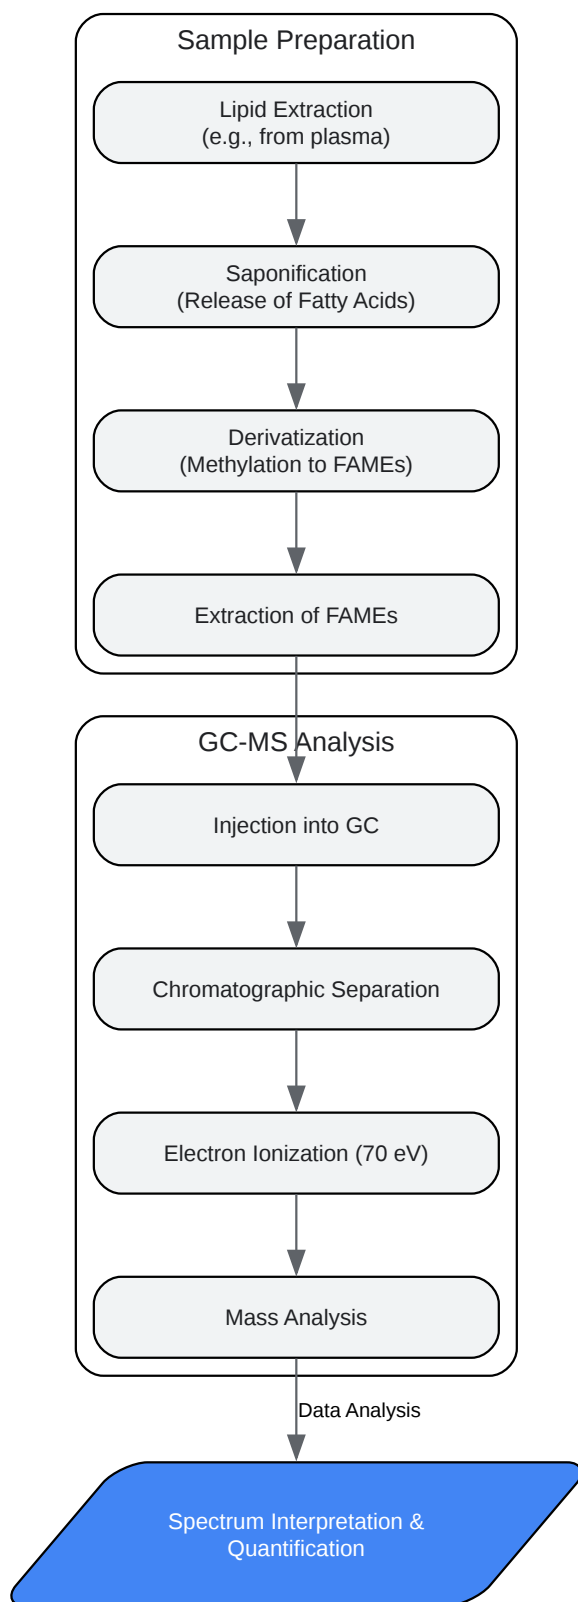 Sample Preparation
Lipid Extraction
(e.g., from plasma)
Saponification
(Release of Fatty Acids)
Derivatization
(Methylation to FAMEs)
Extraction of FAMEs
GC-MS Analysis
Injection into GC
Chromatographic Separation
Electron Ionization (70 eV)
Mass Analysis
Data Analysis
Spectrum Interpretation &
Quantification